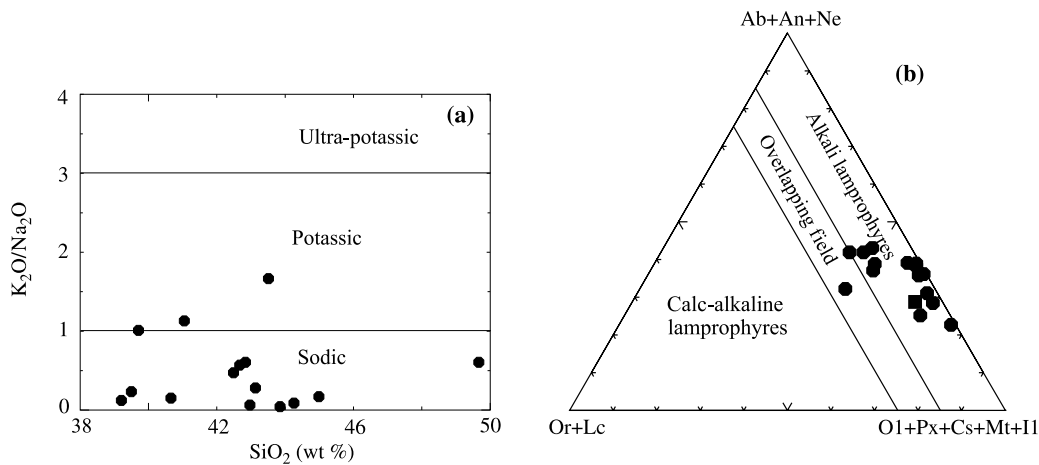 (a)
4
3
2
1
0
K₂O/Na₂O
Ultra-potassic
Potassic
Sodic
38
42
46
50
SiO₂ (wt %)
Ab+An+Ne
(b)
Alkali lamprophyres
Overlapping field
Calc-alkaline
lamprophyres
Or+Lc
O1+Px+Cs+Mt+I1